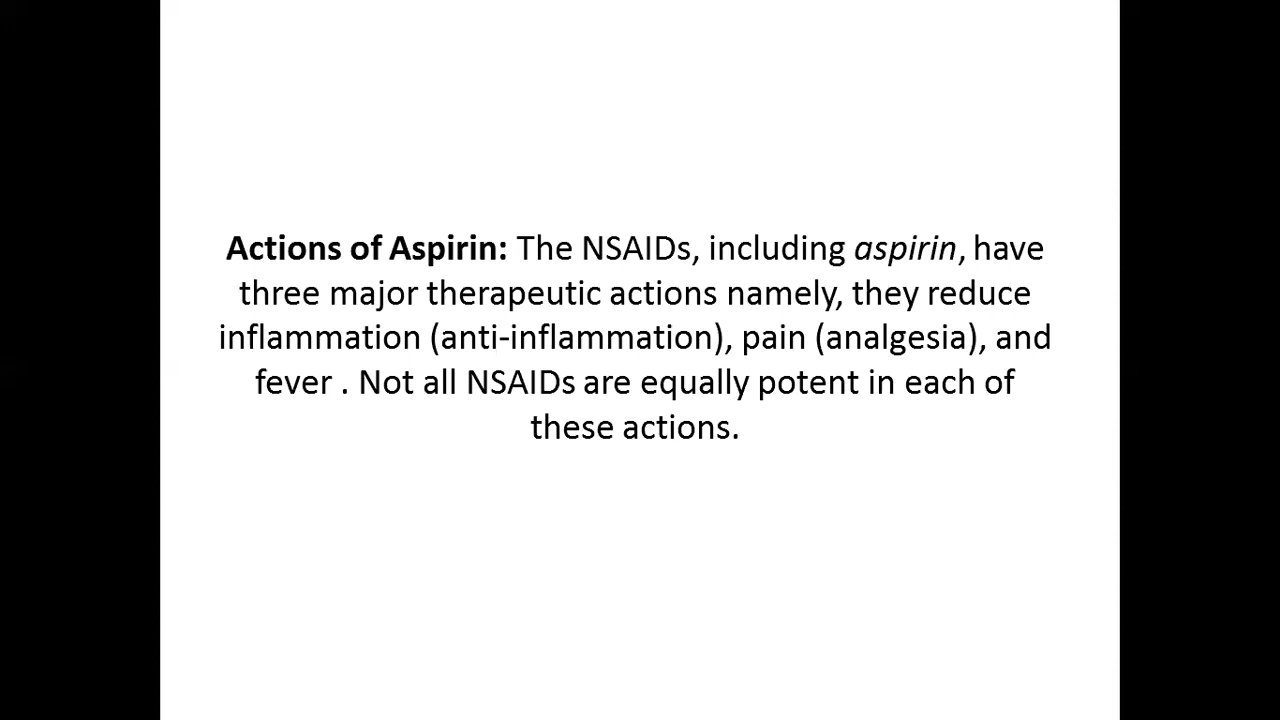 Actions of Aspirin: The NSAIDs, including aspirin, have
three major therapeutic actions namely, they reduce
inflammation (anti-inflammation), pain (analgesia), and
fever . Not all NSAIDs are equally potent in each of
these actions.